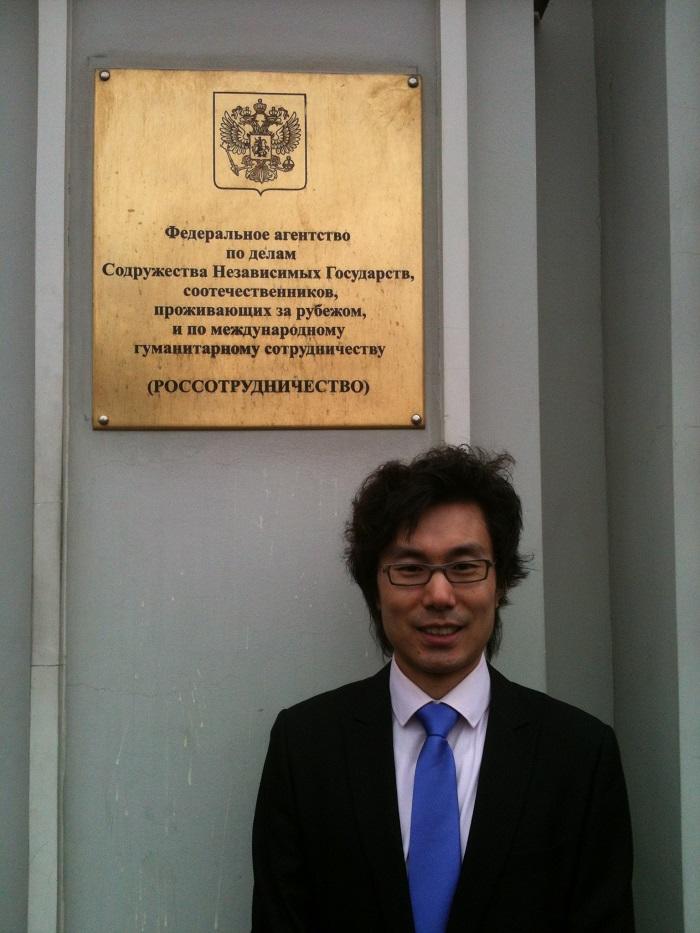 Федеральное агентство
по делам
Содружества Независимых Государств,
соотечественников,
проживающих за рубежом,
и по международному
гуманитарному сотрудничеству
(РОССОТРУДНИЧЕСТВО)